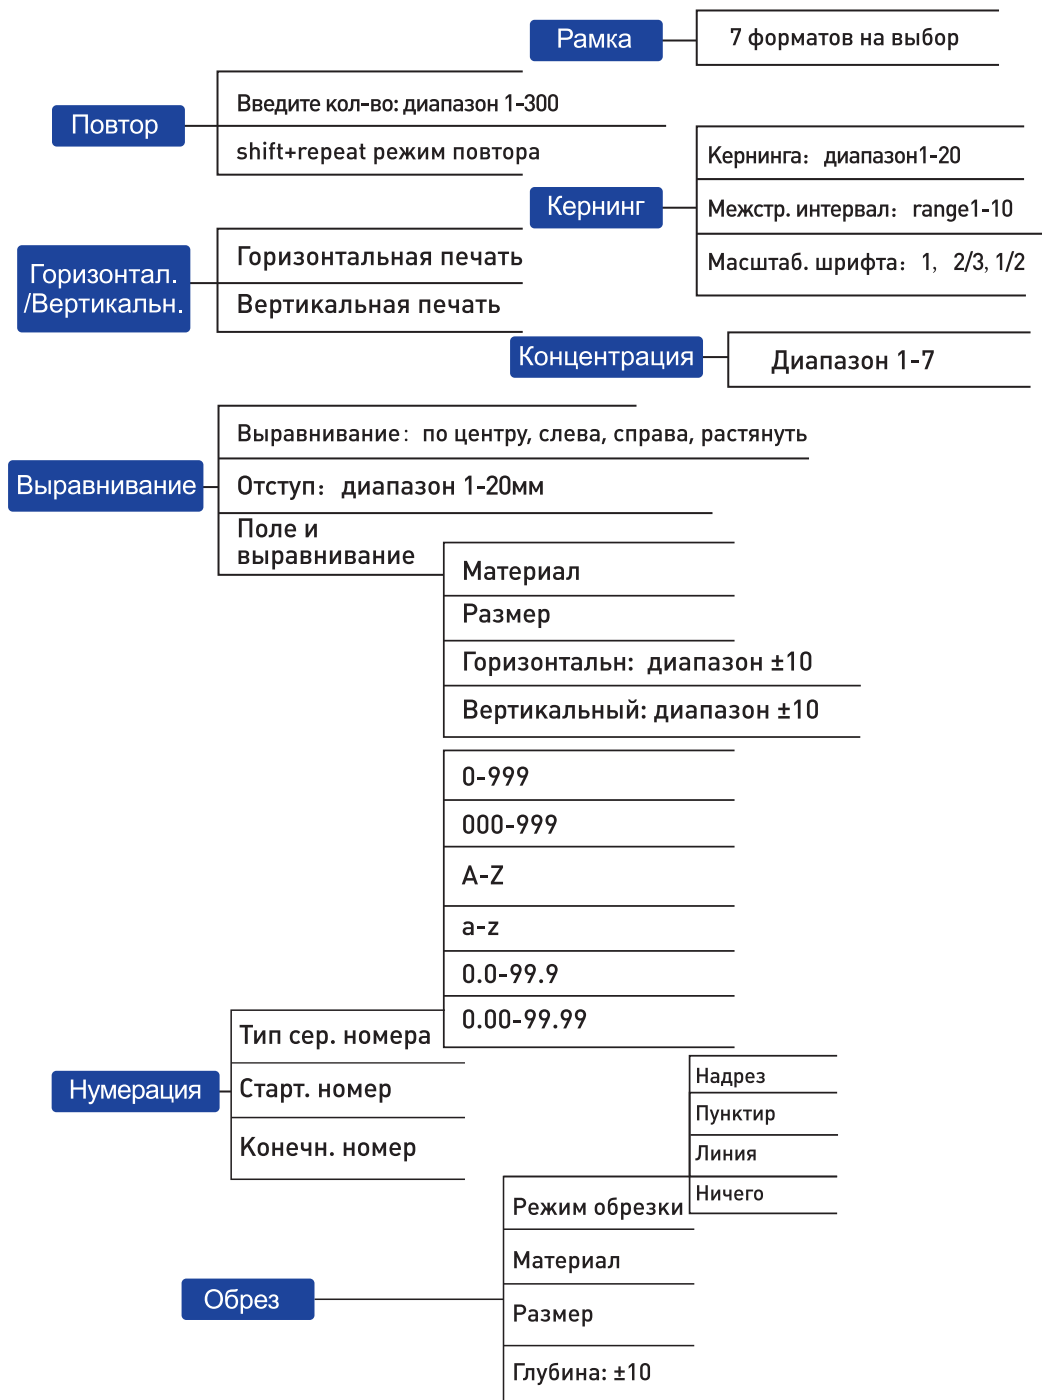 Рамка
7 форматов на выбор
Повтор
Введите кол-во: диапазон 1-300
shift+repeat режим повтора
Кернинг
Кернинга: диапазон1-20
Межстр. интервал: range1-10
Масштаб. шрифта: 1, 2/3, 1/2
Горизонтал.
/Вертикальн.
Горизонтальная печать
Вертикальная печать
Концентрация
Диапазон 1-7
Выравнивание
Выравнивание: по центру, слева, справа, растянуть
Отступ: диапазон 1-20мм
Поле и
выравнивание
Материал
Размер
Горизонтальн: диапазон ±10
Вертикальный: диапазон ±10
0-999
000-999
A-Z
a-z
0.0-99.9
0.00-99.99
Нумерация
Тип сер. номера
Старт. номер
Конечн. номер
Надрез
Пунктир
Линия
Ничего
Обрез
Режим обрезки
Материал
Размер
Глубина: ±10